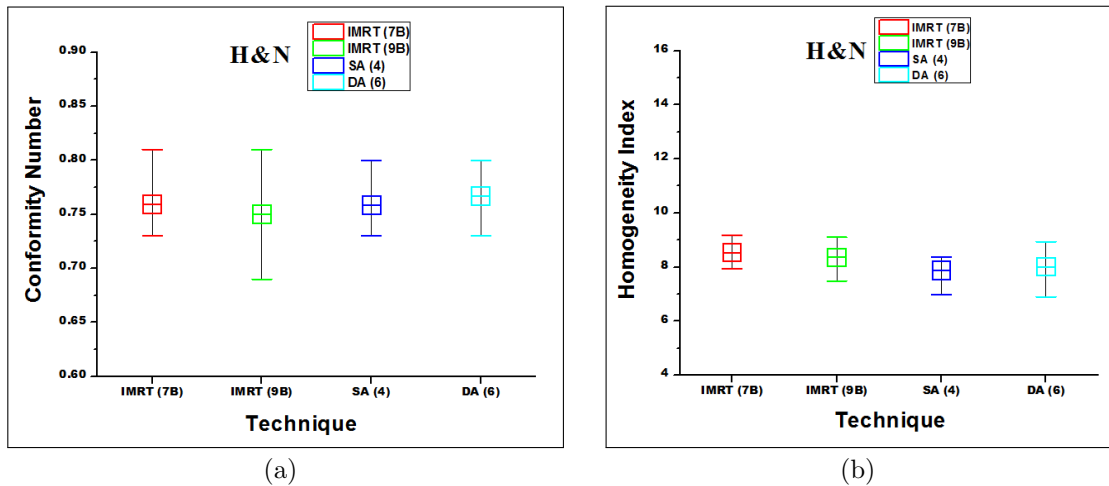 IMRT (7B)
IMRT (9B)
SA (4)
DA (6)
H&N
0.90
0.85
0.80
0.75
0.70
0.65
0.60
Conformity Number
IMRT (7B) IMRT (9B) SA (4) DA (6)
Technique
(a)
IMRT (7B)
IMRT (9B)
SA (4)
DA (6)
H&N
16
14
12
10
8
6
4
Homogeneity Index
IMRT (7B) IMRT (9B) SA (4) DA (6)
Technique
(b)